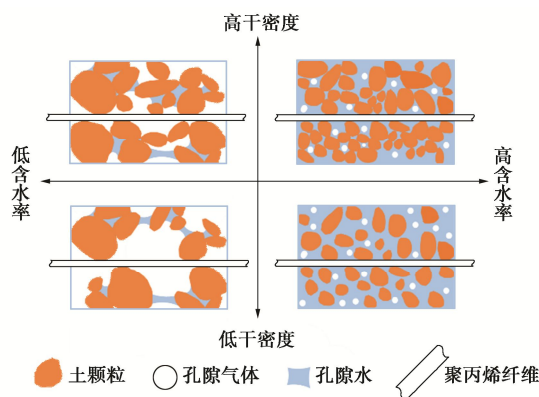 高干密度
低含水率
高含水率
低干密度
土颗粒
孔隙气体
孔隙水
聚丙烯纤维